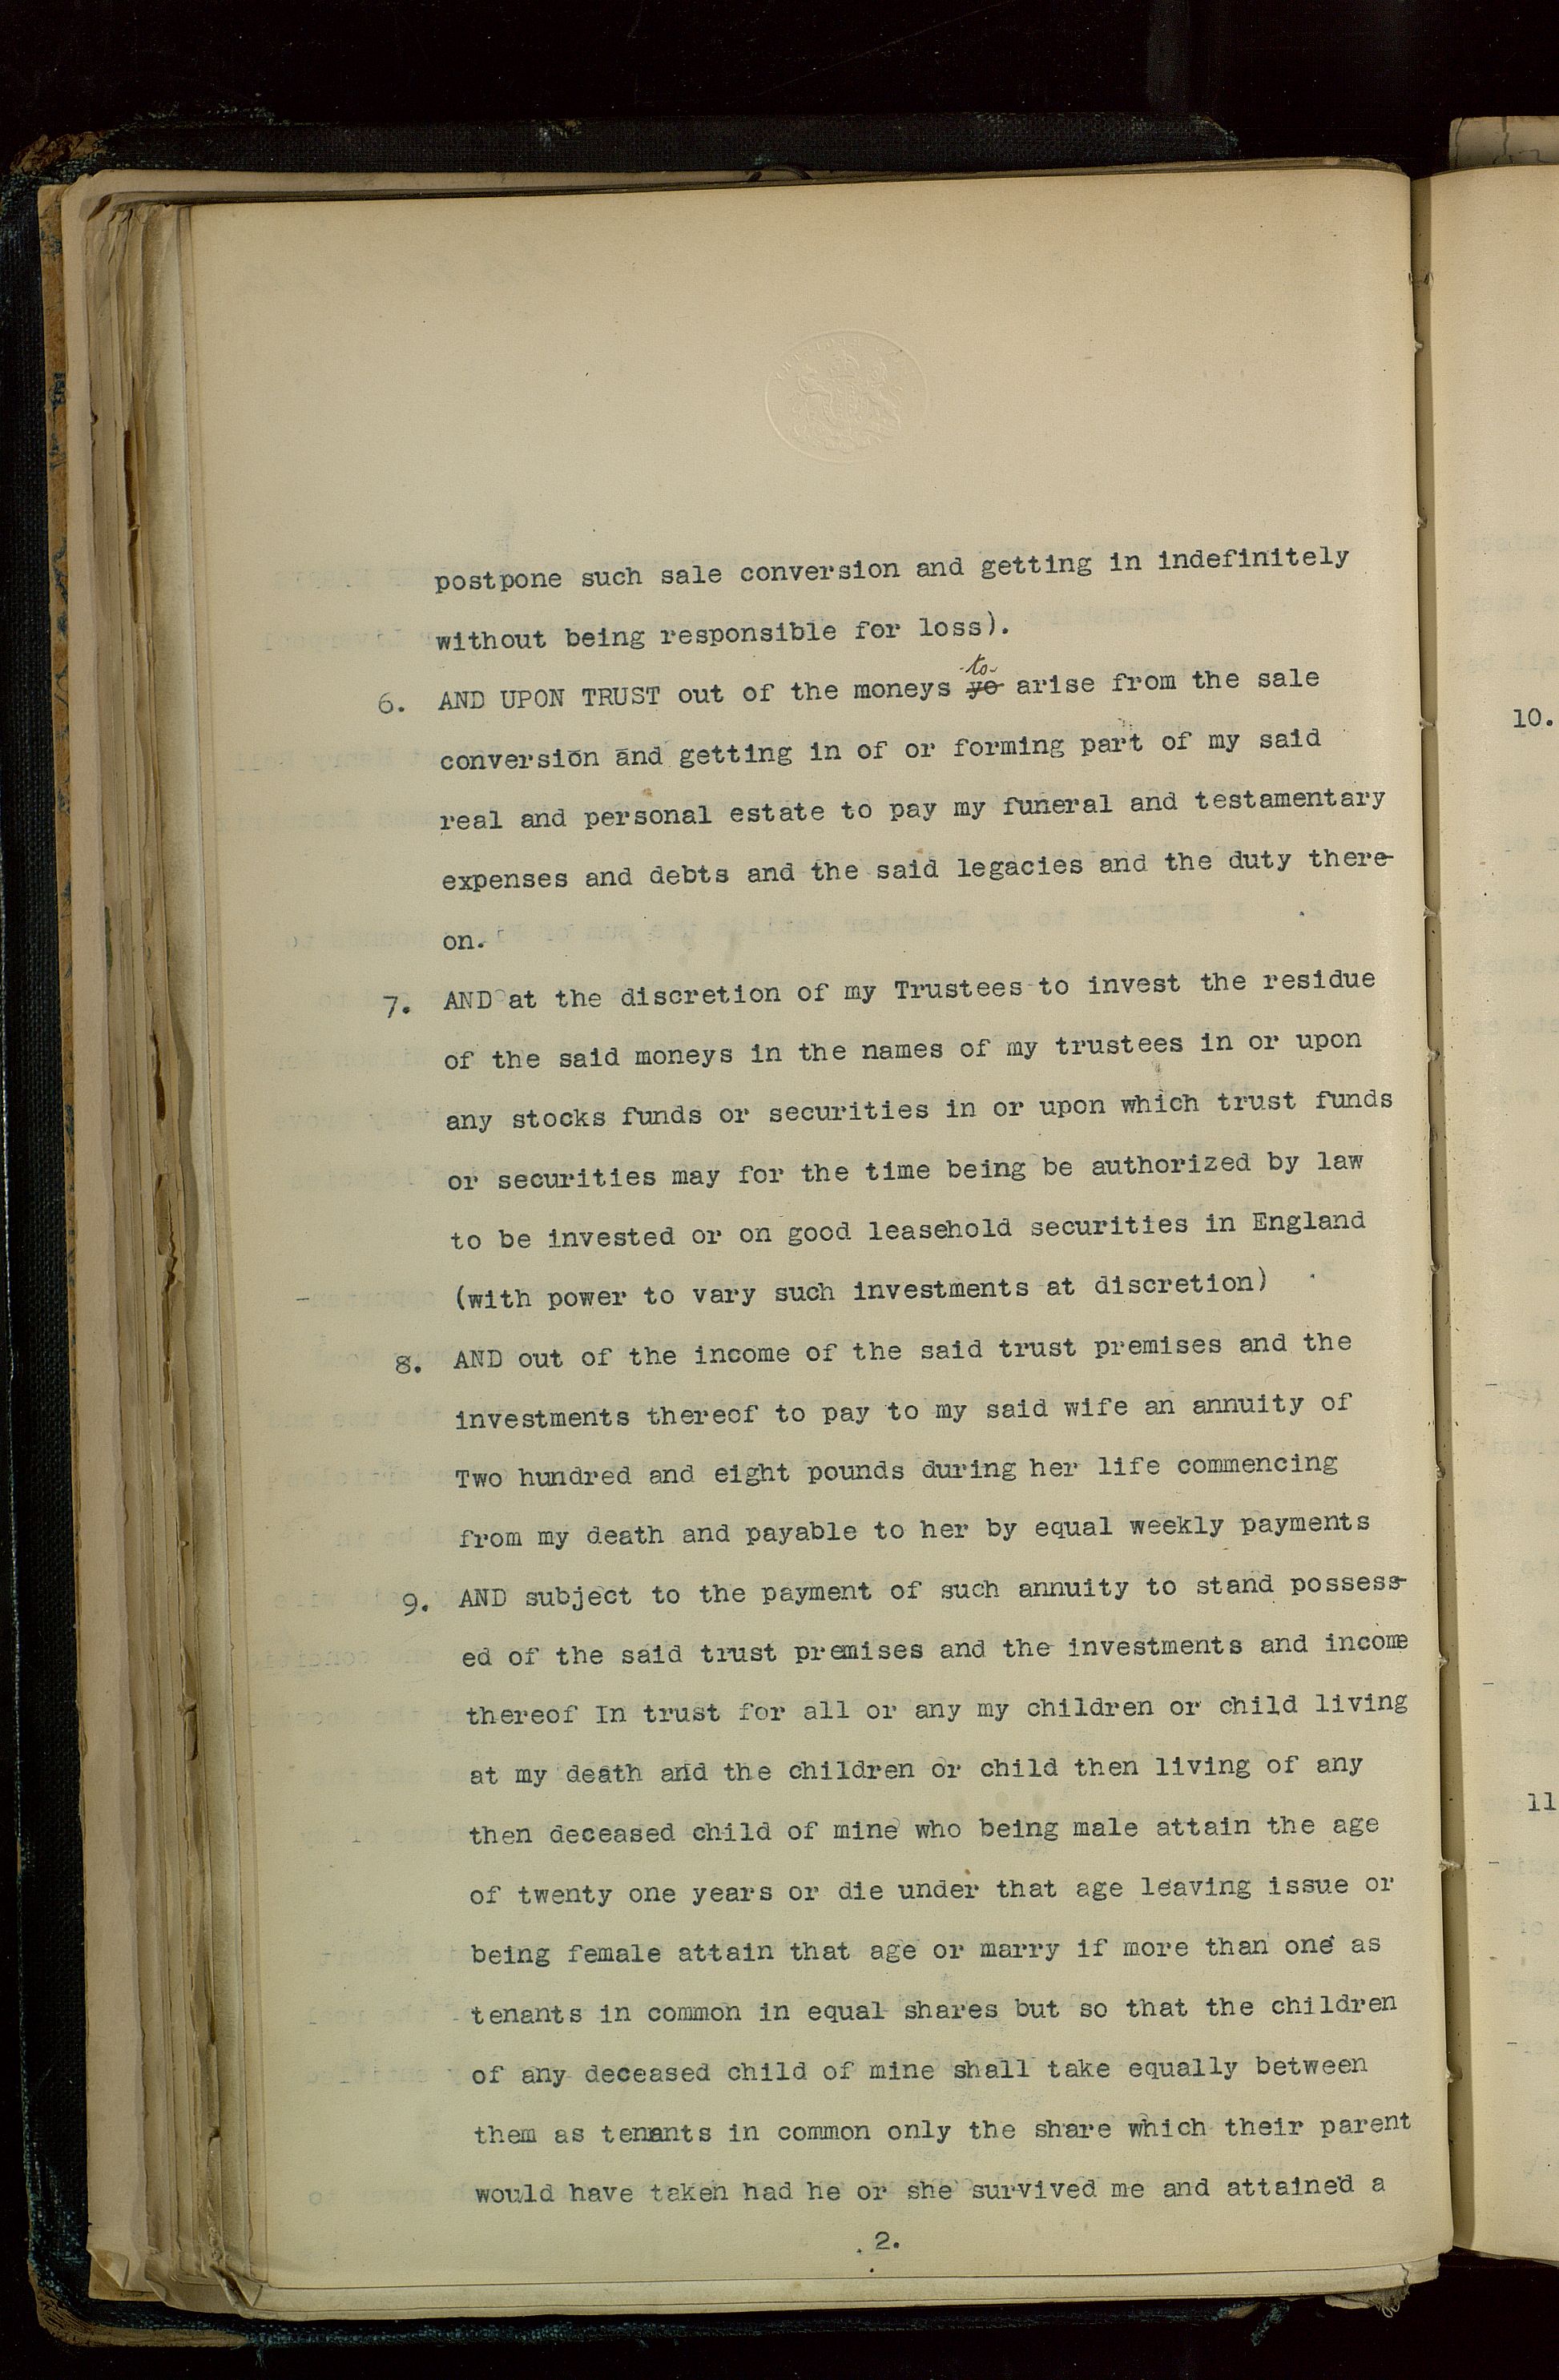 postpone such sale conversion and getting in indefinitely
without being responsible for loss).
to
6. AND UPON TRUST out of the moneys yo arise from the sale
conversion and getting in of or forming part of my said
real and personal estate to pay my funeral and testamentary
expenses and debts and the said legacies and the duty there-
on.
7. AND at the discretion of my Trustees to invest the residue
of the said moneys in the names of my trustees in or upon
any stocks funds or securities in or upon which trust funds
or securities may for the time being be authorized by law
to be invested or on good leasehold securities in England
(with power to vary such investments at discretion)
8. AND out of the income of the said trust premises and the
investments thereof to pay to my said wife an annuity of
Two hundred and eight pounds during her life commencing
from my death and payable to her by equal weekly payments
9. AND subject to the payment of such annuity to stand possess-
ed of the said trust premises and the investments and income
thereof In trust for all or any my children or child living
at my death and the children or child then living of any
then deceased child of mine who being male attain the age
of twenty one years or die under that age leaving issue or
being female attain that age or marry if more than one as
tenants in common in equal shares but so that the children
of any deceased child of mine shall take equally between
them as tenants in common only the share which their parent
would have taken had he or she survived me and attained a
2.
10.
11